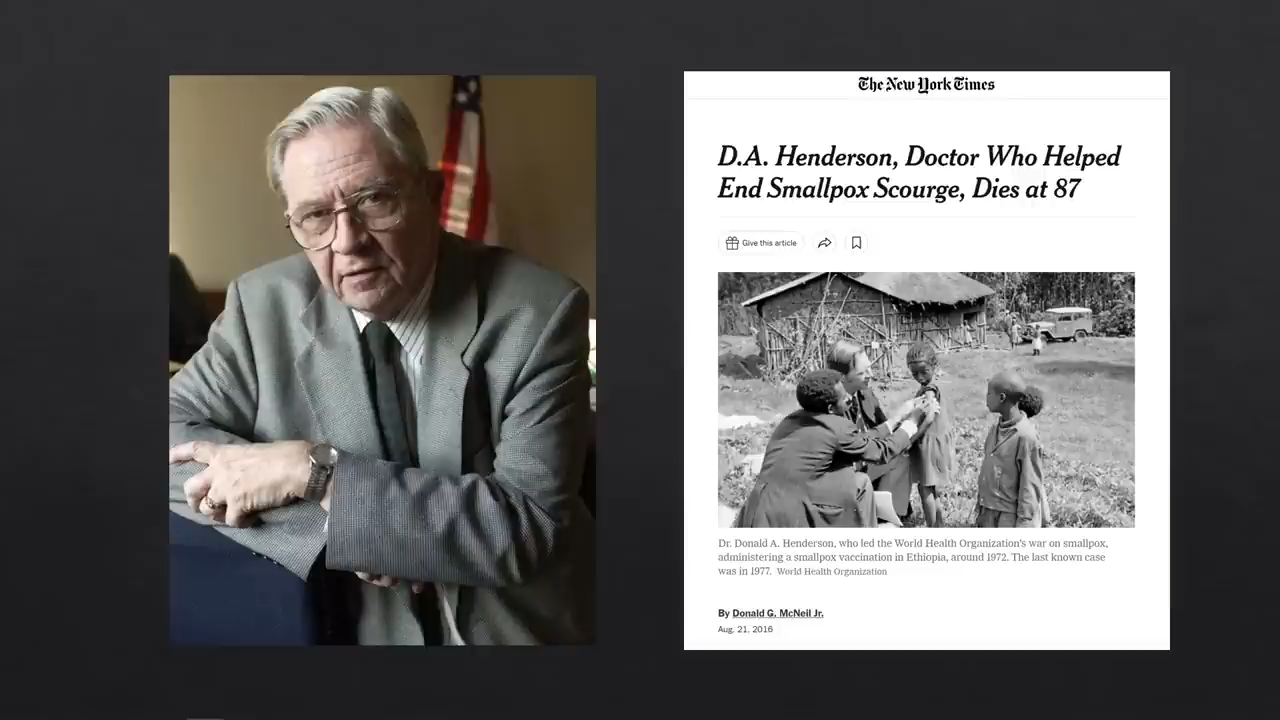 The New York Times
D.A. Henderson, Doctor Who Helped
End Smallpox Scourge, Dies at 87
Give this article
Dr. Donald A. Henderson, who led the World Health Organization's war on smallpox,
administering a smallpox vaccination in Ethiopia, around 1972. The last known case
was in 1977. World Health Organization
By Donald G. McNeil Jr.
Aug. 21, 2016